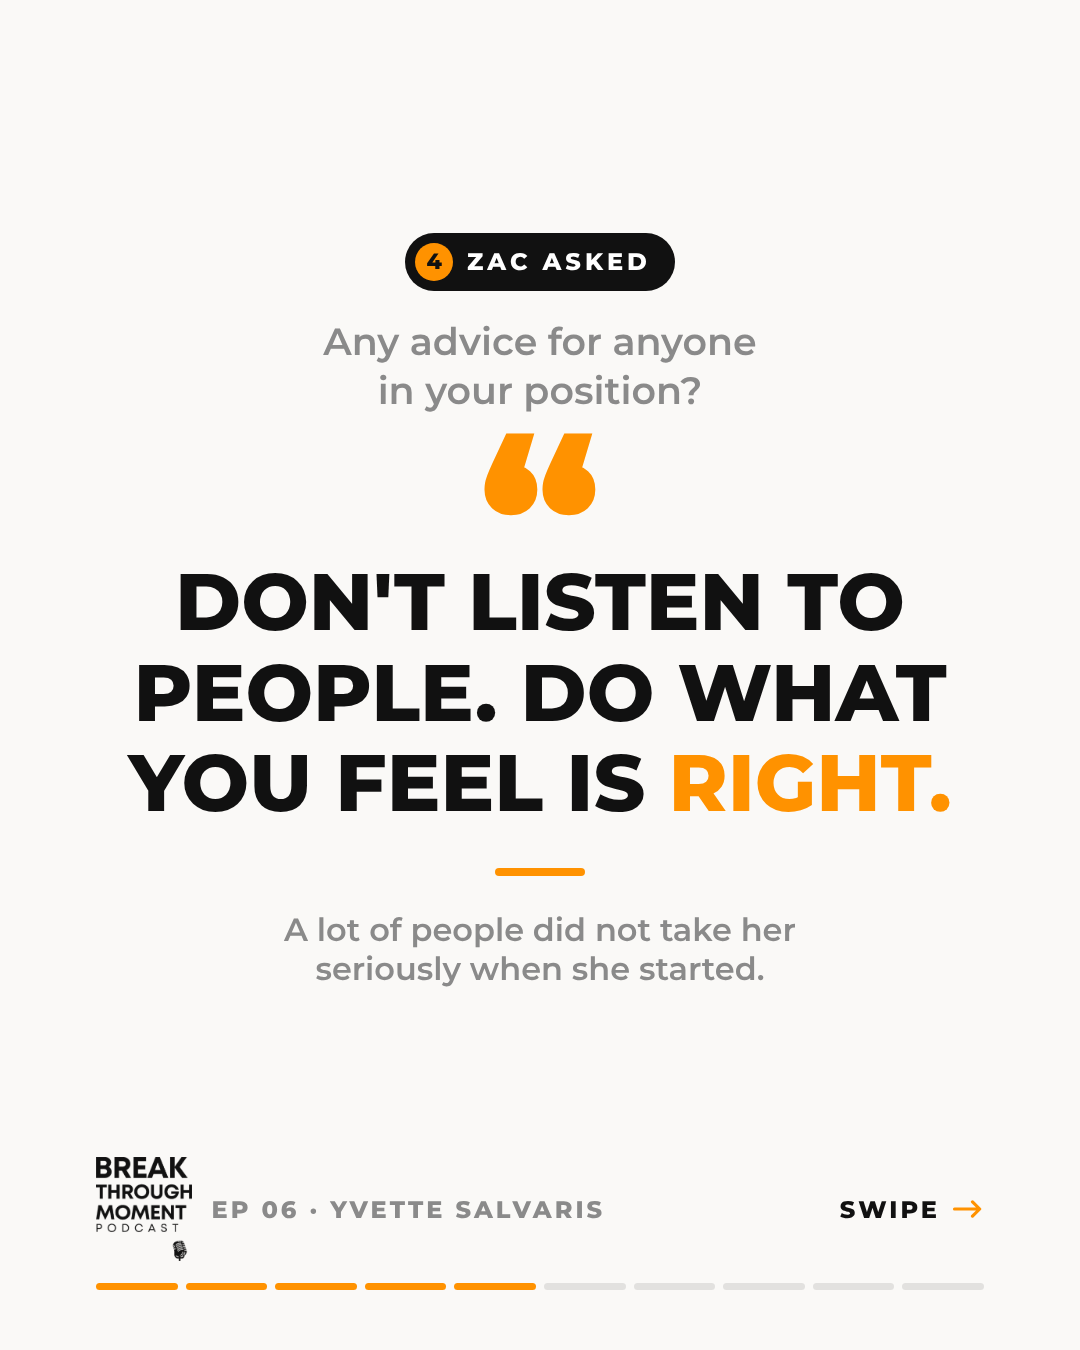 4 ZAC ASKED
Any advice for anyone
in your position?
“
DON'T LISTEN TO
PEOPLE. DO WHAT
YOU FEEL IS RIGHT.
A lot of people did not take her
seriously when she started.
BREAK
THROUGH
MOMENT
PODCAST
EP 06 · YVETTE SALVARIS
SWIPE →